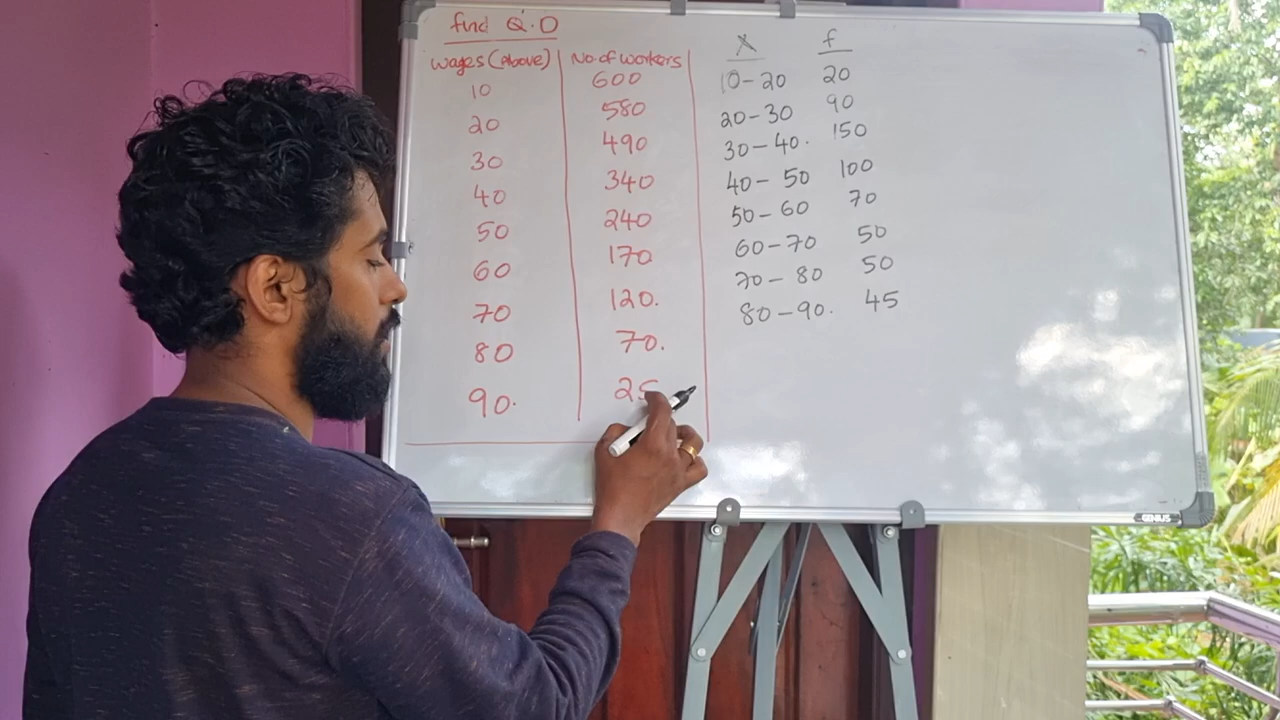 find Q.D
Wages (Above) No. of workers X f
10 600 10-20 20
20 580 20-30 90
30 490 30-40. 150
40 340 40-50 100
50 240 50-60 70
60 170 60-70 50
70 120. 70-80 50
80 70. 80-90. 45
90. 25
GENIUS